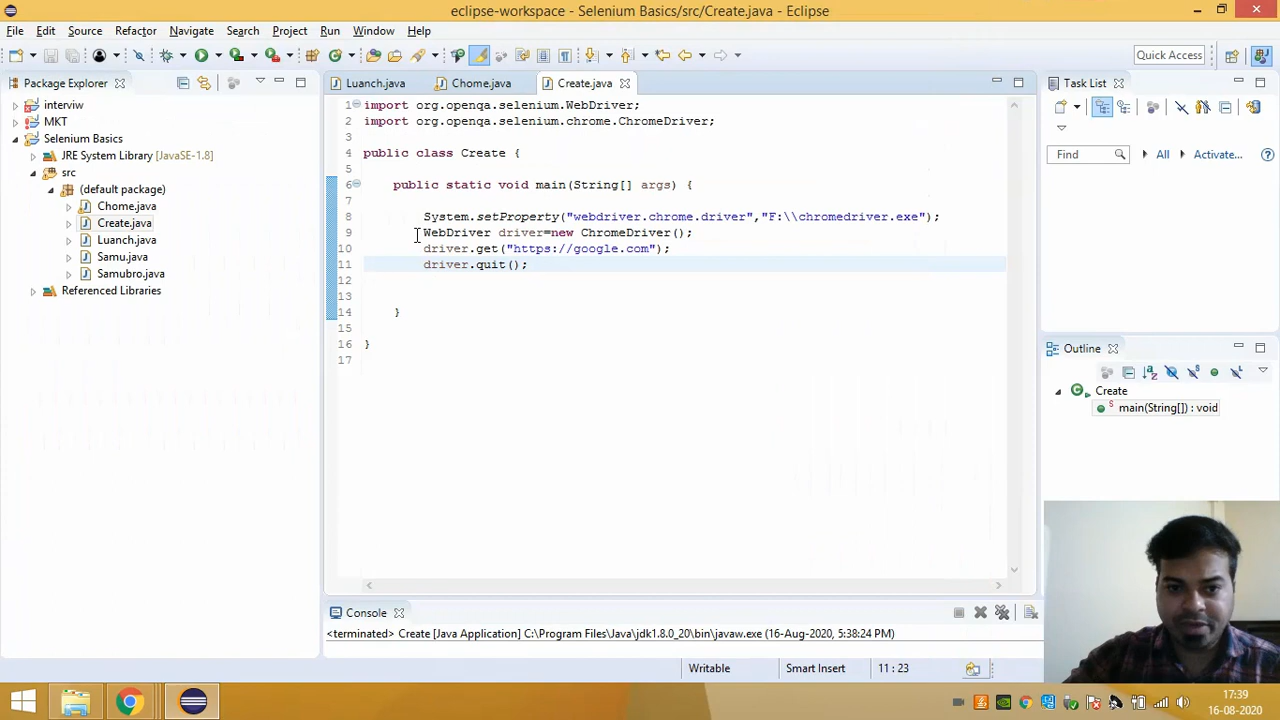 eclipse-workspace - Selenium Basics/src/Create.java - Eclipse
File Edit Source Refactor Navigate Search Project Run Window Help
Quick Access
Package Explorer
interviw
MKT
Selenium Basics
JRE System Library [JavaSE-1.8]
src
(default package)
Chome.java
Create.java
Luanch.java
Samu.java
Samubro.java
Referenced Libraries
Luanch.java Chome.java Create.java
1 import org.openqa.selenium.WebDriver;
2 import org.openqa.selenium.chrome.ChromeDriver;
3
4 public class Create {
5
6 public static void main(String[] args) {
7
8 System.setProperty("webdriver.chrome.driver","F:\\chromedriver.exe");
9 WebDriver driver=new ChromeDriver();
10 driver.get("https://google.com");
11 driver.quit();
12
13
14 }
15
16 }
17
Task List
Find All Activate...
Outline
Create
main(String[]) : void
Console
<terminated> Create [Java Application] C:\Program Files\Java\jdk1.8.0_20\bin\javaw.exe (16-Aug-2020, 5:38:24 PM)
Writable Smart Insert 11 : 23
17:39
16-08-2020